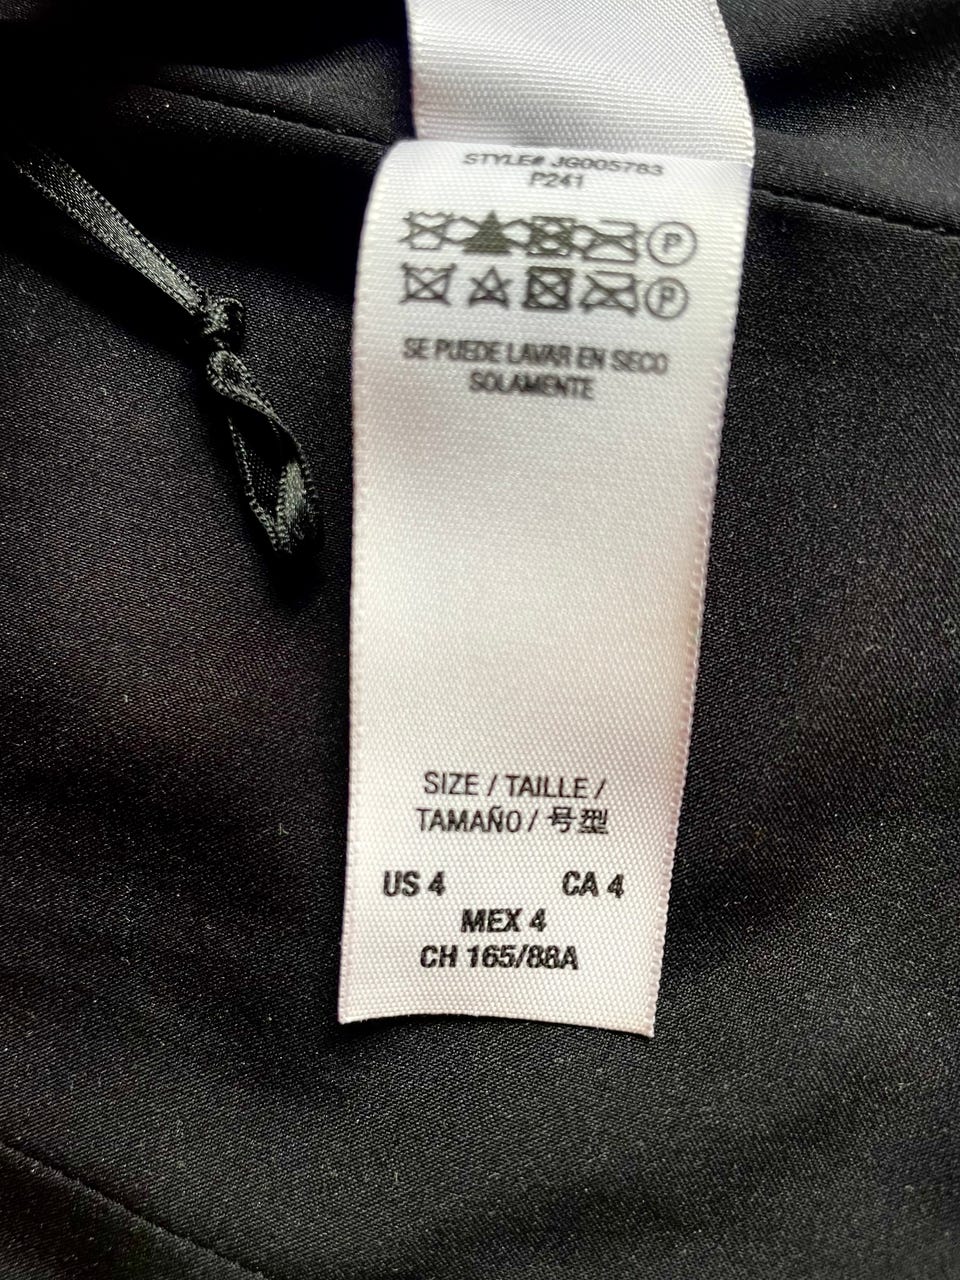 STYLE# JG005783
P241
P
P
SE PUEDE LAVAR EN SECO
SOLAMENTE
SIZE / TAILLE /
TAMAÑO / 号型
US 4 CA 4
MEX 4
CH 165/88A